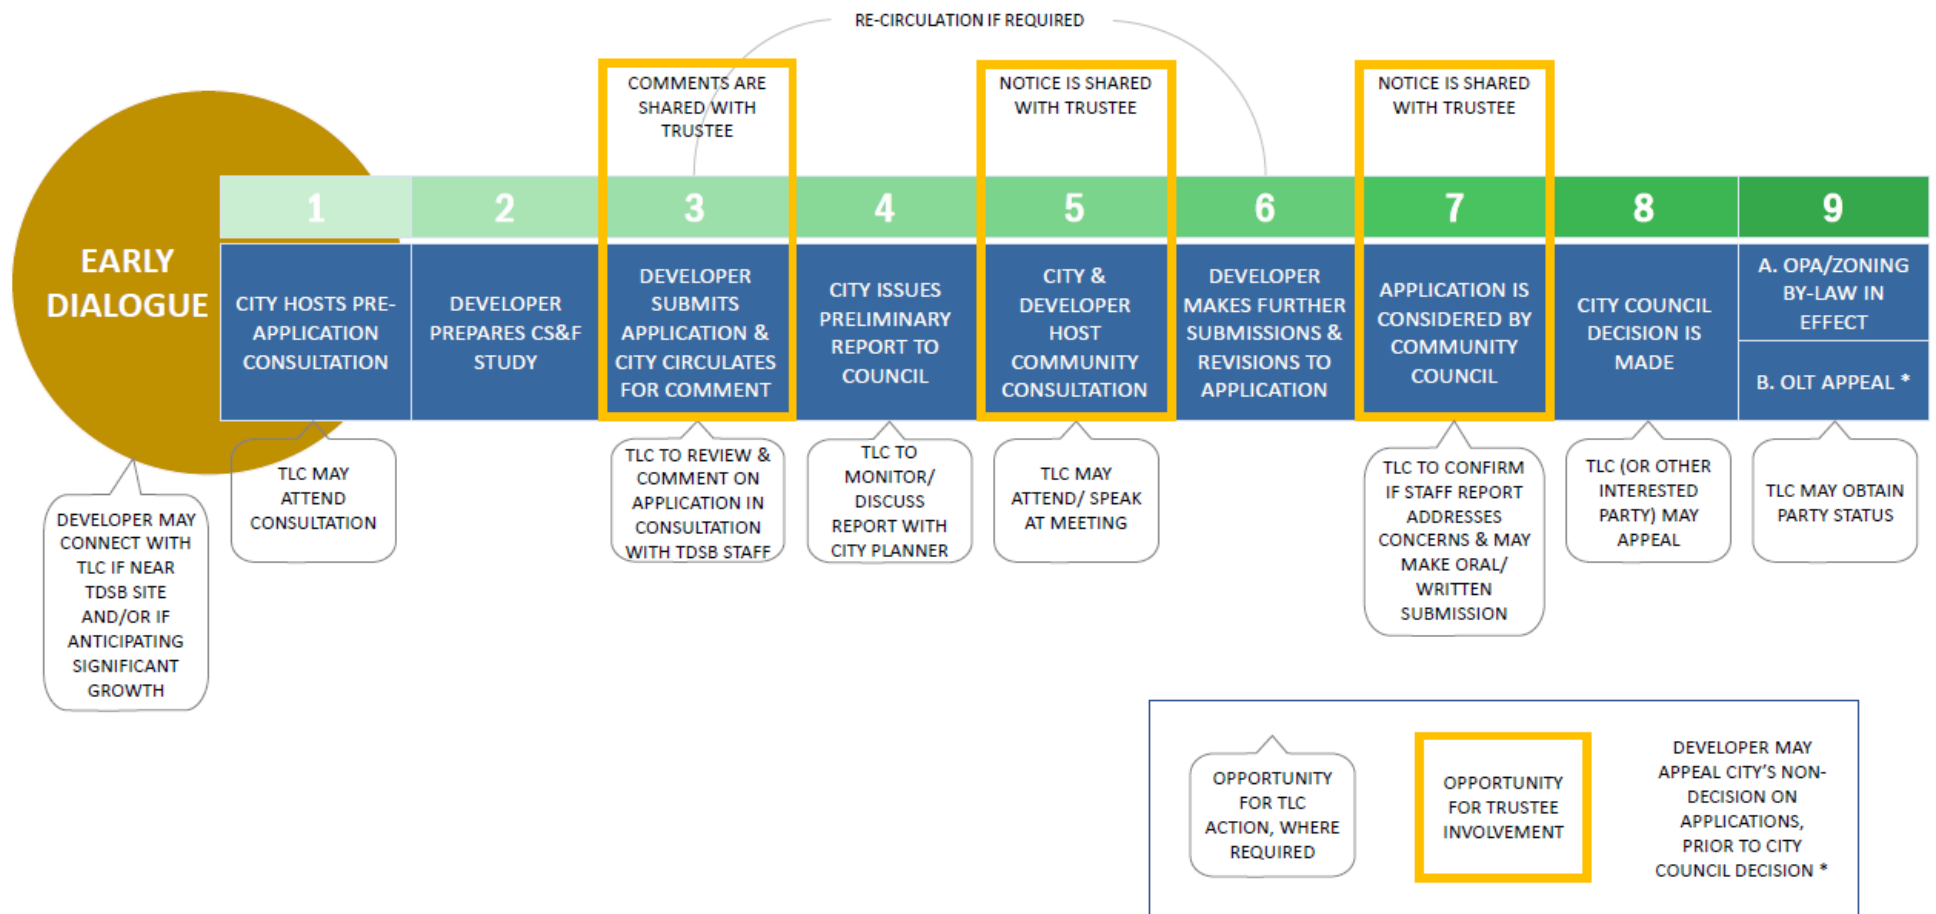 RE-CIRCULATION IF REQUIRED
COMMENTS ARE
SHARED WITH
TRUSTEE
NOTICE IS SHARED
WITH TRUSTEE
NOTICE IS SHARED
WITH TRUSTEE
EARLY
DIALOGUE
1
2
3
4
5
6
7
8
9
CITY HOSTS PRE-
APPLICATION
CONSULTATION
DEVELOPER
PREPARES CS&F
STUDY
DEVELOPER
SUBMITS
APPLICATION &
CITY CIRCULATES
FOR COMMENT
CITY ISSUES
PRELIMINARY
REPORT TO
COUNCIL
CITY &
DEVELOPER
HOST
COMMUNITY
CONSULTATION
DEVELOPER
MAKES FURTHER
SUBMISSIONS &
REVISIONS TO
APPLICATION
APPLICATION IS
CONSIDERED BY
COMMUNITY
COUNCIL
CITY COUNCIL
DECISION IS
MADE
A. OPA/ZONING
BY-LAW IN
EFFECT
B. OLT APPEAL *
DEVELOPER MAY
CONNECT WITH
TLC IF NEAR
TDSB SITE
AND/OR IF
ANTICIPATING
SIGNIFICANT
GROWTH
TLC MAY
ATTEND
CONSULTATION
TLC TO REVIEW &
COMMENT ON
APPLICATION IN
CONSULTATION
WITH TDSB STAFF
TLC TO
MONITOR/
DISCUSS
REPORT WITH
CITY PLANNER
TLC MAY
ATTEND/ SPEAK
AT MEETING
TLC TO CONFIRM
IF STAFF REPORT
ADDRESSES
CONCERNS & MAY
MAKE ORAL/
WRITTEN
SUBMISSION
TLC (OR OTHER
INTERESTED
PARTY) MAY
APPEAL
TLC MAY OBTAIN
PARTY STATUS
OPPORTUNITY
FOR TLC
ACTION, WHERE
REQUIRED
OPPORTUNITY
FOR TRUSTEE
INVOLVEMENT
DEVELOPER MAY
APPEAL CITY'S NON-
DECISION ON
APPLICATIONS,
PRIOR TO CITY
COUNCIL DECISION *